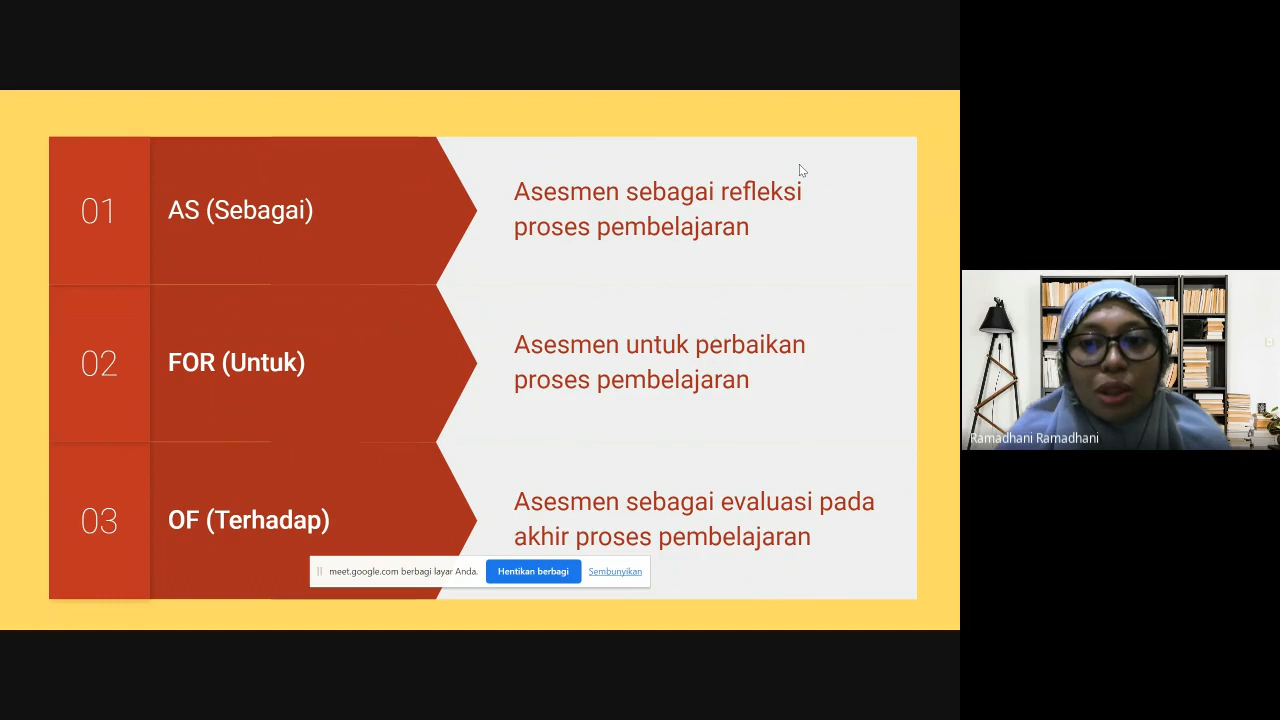 01
AS (Sebagai)
Asesmen sebagai refleksi
proses pembelajaran
02
FOR (Untuk)
Asesmen untuk perbaikan
proses pembelajaran
03
OF (Terhadap)
Asesmen sebagai evaluasi pada
akhir proses pembelajaran
meet.google.com berbagi layar Anda. Hentikan berbagi Sembunyikan
Ramadhani Ramadhani